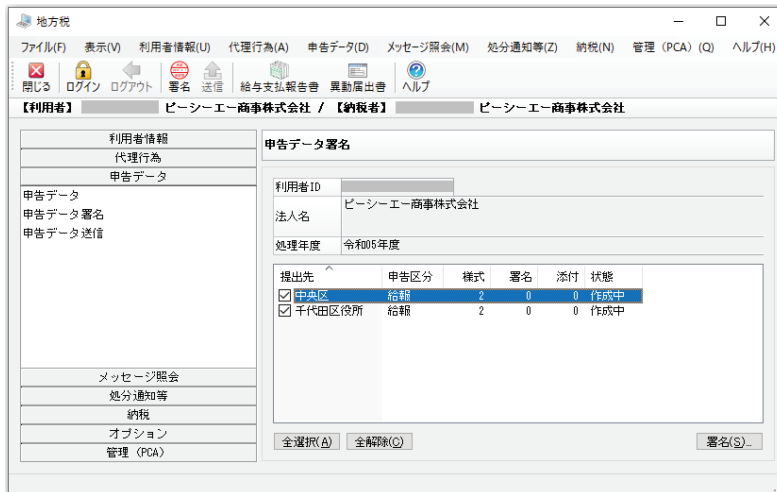 地方税
ファイル(F) 表示(V) 利用者情報(U) 代理行為(A) 申告データ(D) メッセージ照会(M) 処分通知等(Z) 納税(N) 管理（PCA）(Q) ヘルプ(H)
閉じる ログイン ログアウト 署名 送信 給与支払報告書 異動届出書 ヘルプ
【利用者】 ピーシーエー商事株式会社 / 【納税者】 ピーシーエー商事株式会社
利用者情報
代理行為
申告データ
申告データ
申告データ署名
申告データ送信
メッセージ照会
処分通知等
納税
オプション
管理（PCA）
申告データ署名
利用者ID
法人名 ピーシーエー商事株式会社
処理年度 令和05年度
提出先 申告区分 様式 署名 添付 状態
中央区 給報 2 0 0 作成中
千代田区役所 給報 2 0 0 作成中
全選択(A) 全解除(C) 署名(S)...